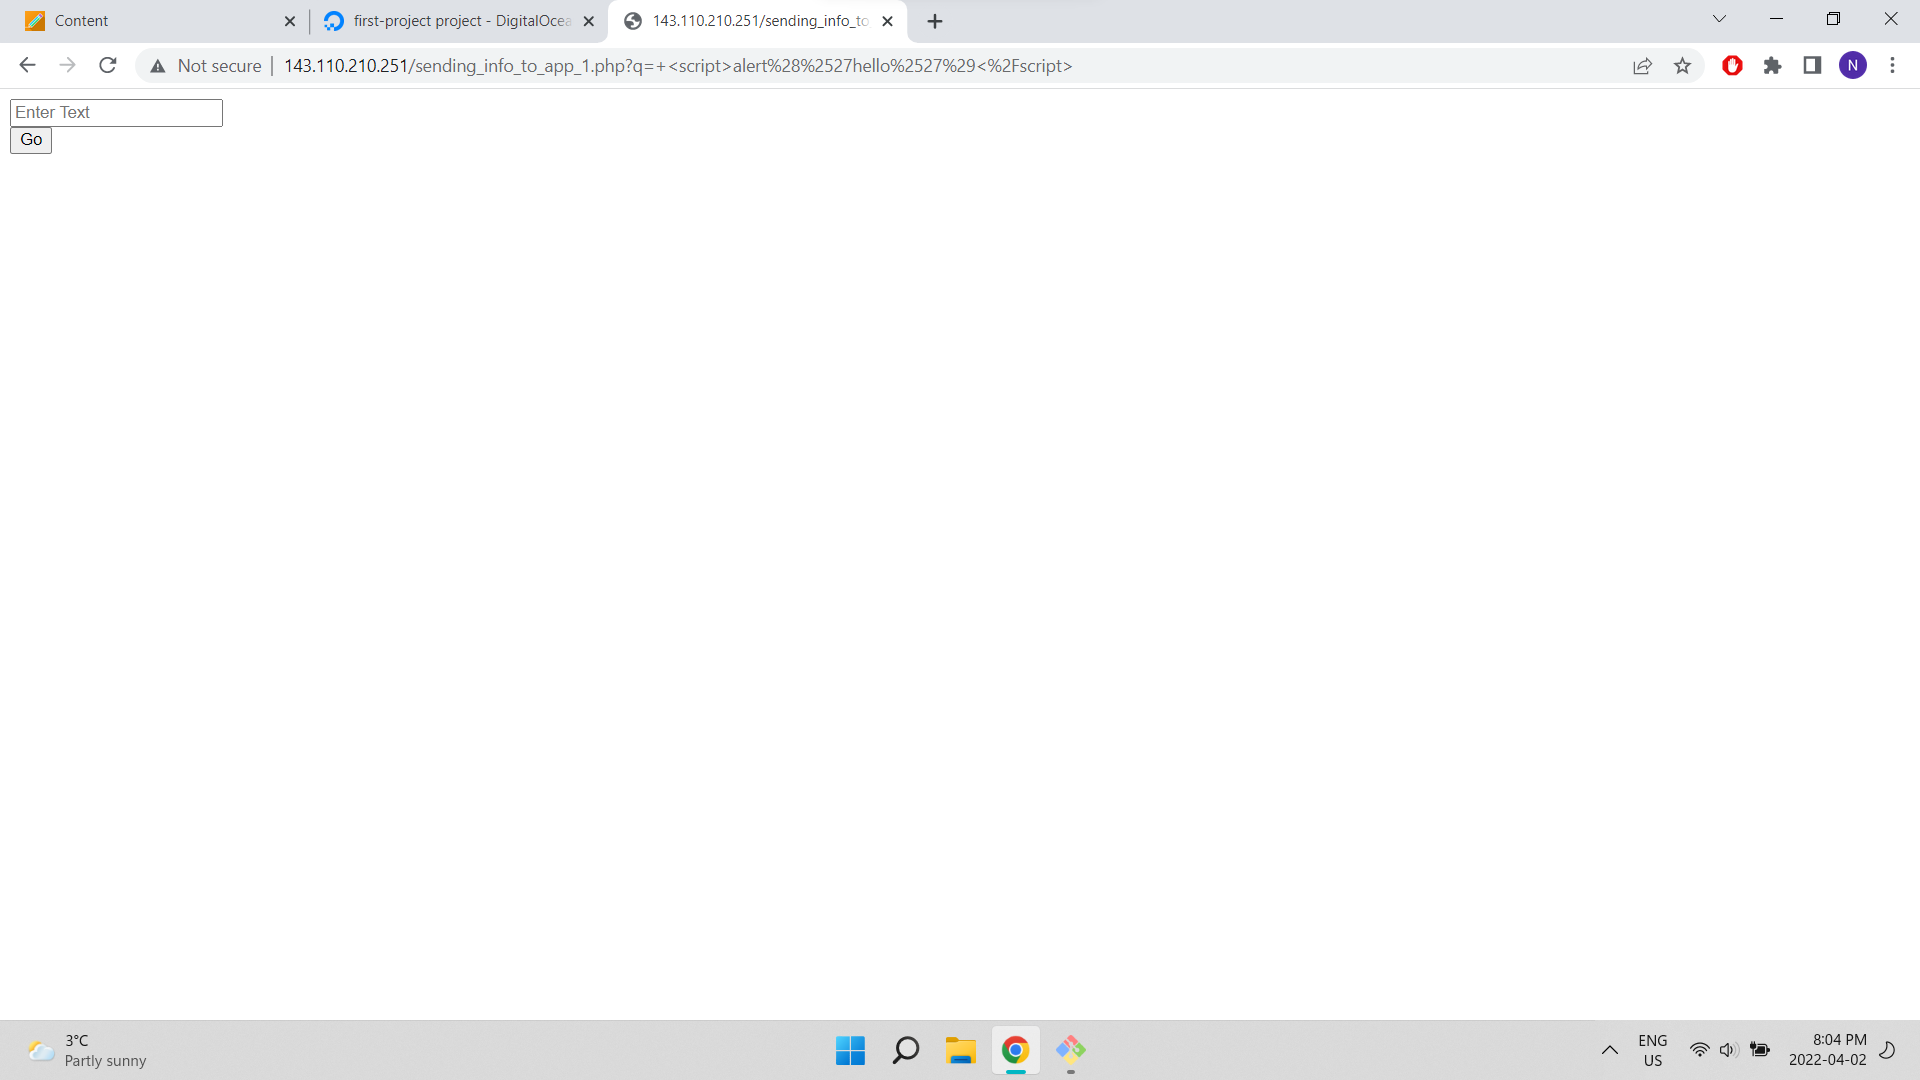 Content
first-project project - DigitalOcea
143.110.210.251/sending_info_to
Not secure
143.110.210.251/sending_info_to_app_1.php?q=+<script>alert%28%2527hello%2527%29<%2Fscript>
N
Enter Text
Go
3°C
Partly sunny
ENG
US
8:04 PM
2022-04-02